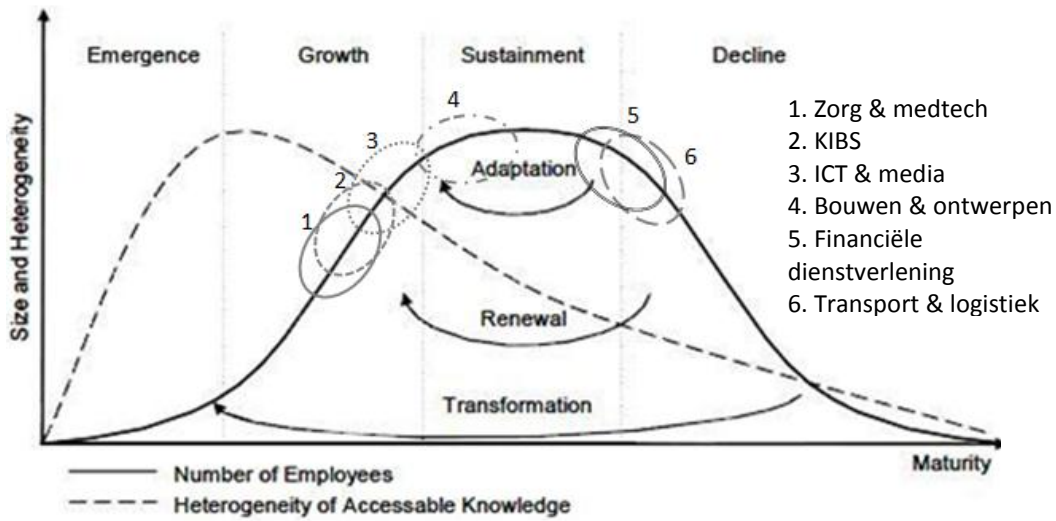 Emergence
Growth
Sustainment
Decline
4
5
3
6
2
1
Adaptation
Renewal
Transformation
Size and Heterogeneity
Maturity
1. Zorg & medtech
2. KIBS
3. ICT & media
4. Bouwen & ontwerpen
5. Financiële
dienstverlening
6. Transport & logistiek
Number of Employees
Heterogeneity of Accessable Knowledge